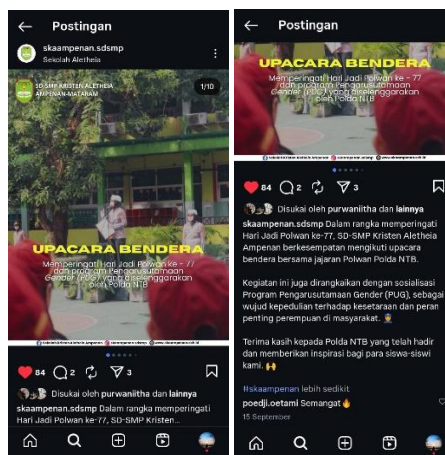 Postingan
skaampenan.sdsmp
Sekolah Aletheia
SD-SMP KRISTEN ALETHEIA
AMPENAN-MATARAM
1/10
UPACARA BENDERA
Memperingati Hari Jadi Polwan ke - 77
dan program Pengarusutamaan
Gender (PUG) yang diselenggarakan
oleh Polda NTB
84 2 3
Disukai oleh purwaniitha dan lainnya
skaampenan.sdsmp Dalam rangka memperingati
Hari Jadi Polwan ke-77, SD-SMP Kristen...
Postingan
UPACARA BENDERA
Memperingati Hari Jadi Polwan ke - 77
dan program Pengarusutamaan
Gender (PUG) yang diselenggarakan
oleh Polda NTB
84 2 3
Disukai oleh purwaniitha dan lainnya
skaampenan.sdsmp Dalam rangka memperingati
Hari Jadi Polwan ke-77, SD-SMP Kristen Aletheia
Ampenan berkesempatan mengikuti upacara
bendera bersama jajaran Polwan Polda NTB.
Kegiatan ini juga dirangkaikan dengan sosialisasi
Program Pengarusutamaan Gender (PUG), sebagai
wujud kepedulian terhadap kesetaraan dan peran
penting perempuan di masyarakat.
Terima kasih kepada Polda NTB yang telah hadir
dan memberikan inspirasi bagi para siswa-siswi
kami.
#skaampenan lebih sedikit
poedji.oetami Semangat
15 September